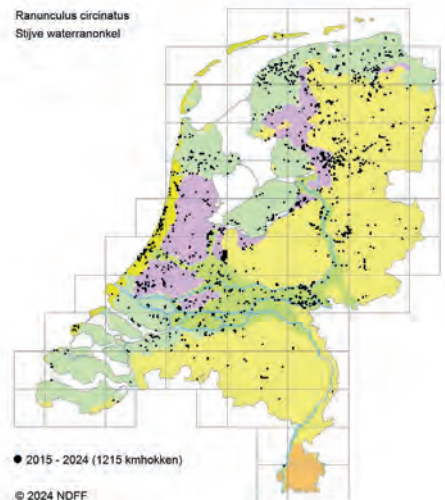 Ranunculus circinatus
Stijve waterranonkel
● 2015 - 2024 (1215 kmhokken)
© 2024 NDFF